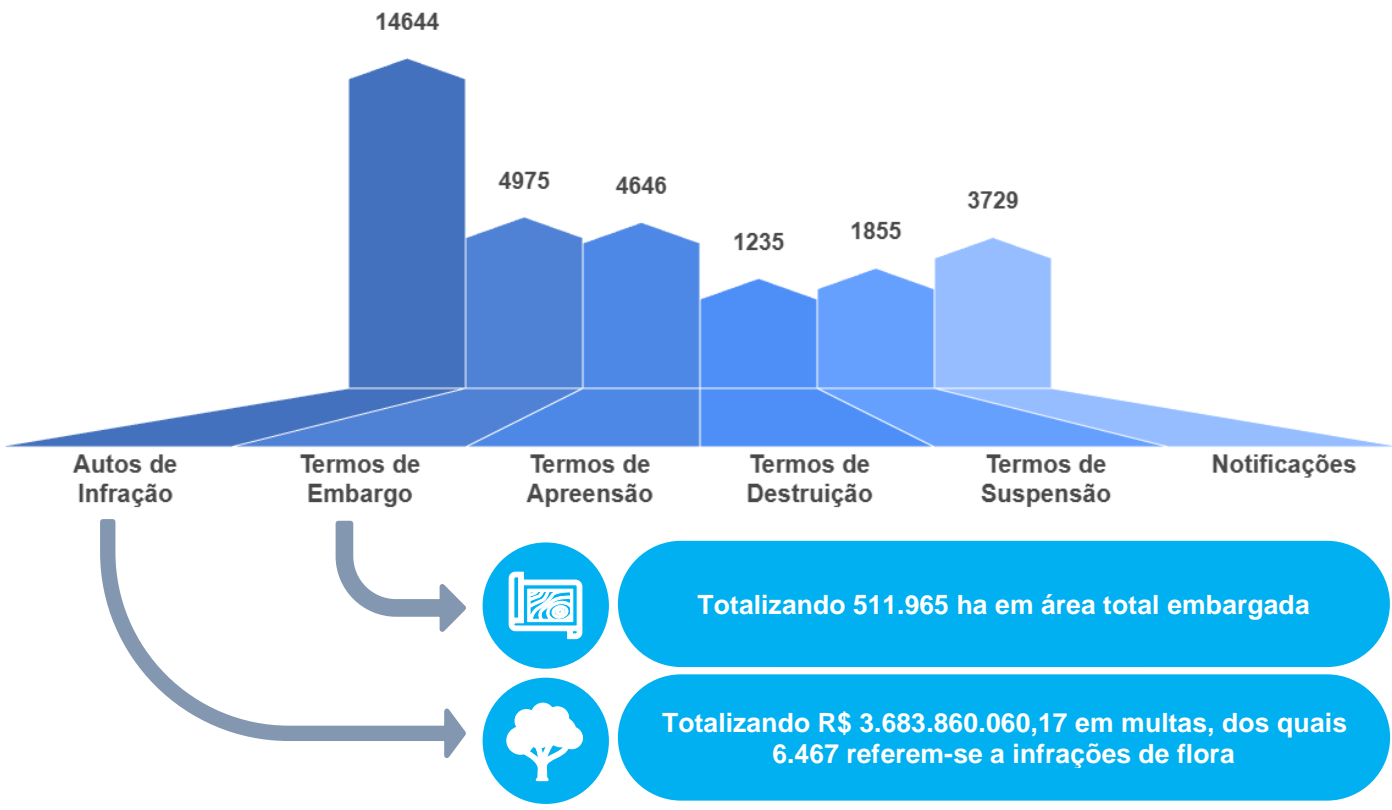 14644
4975
4646
1235
1855
3729
Autos de
Infração
Termos de
Embargo
Termos de
Apreensão
Termos de
Destruição
Termos de
Suspensão
Notificações
Totalizando 511.965 ha em área total embargada
Totalizando R$ 3.683.860.060,17 em multas, dos quais
6.467 referem-se a infrações de flora